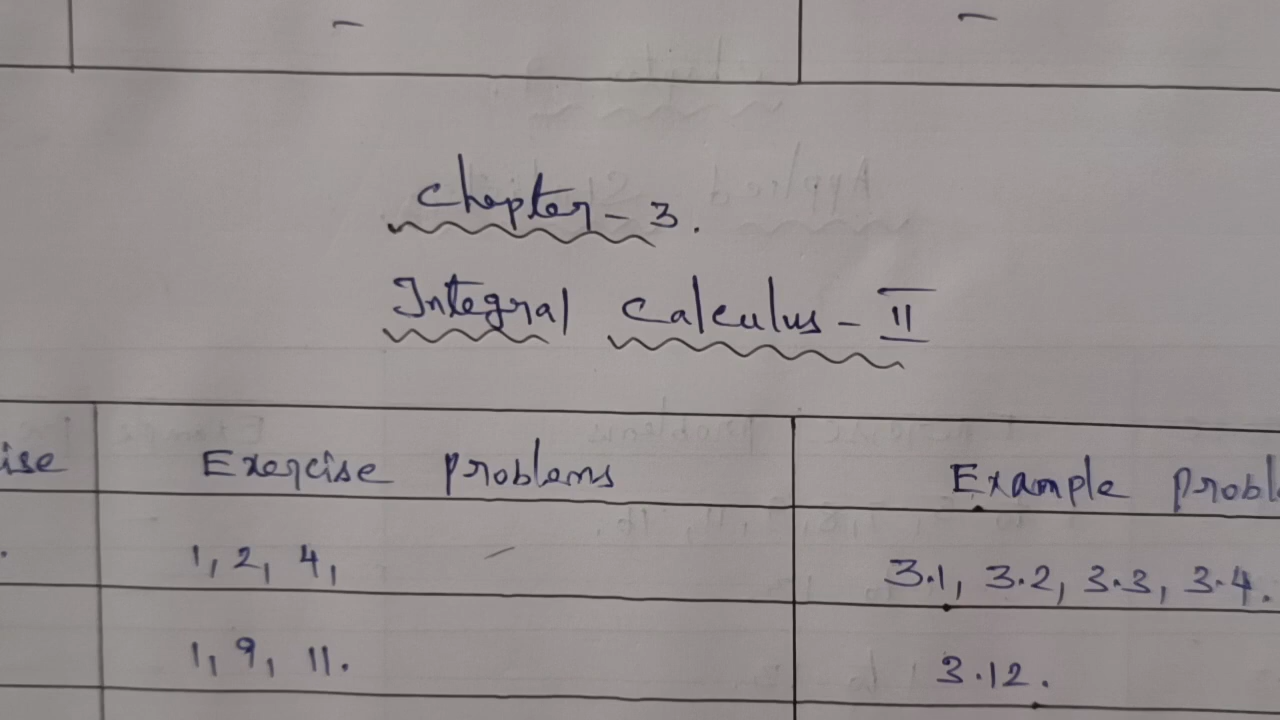 Chapter - 3.
Integral Calculus - II
ise Exercise problems Example probl
. 1, 2, 4, 3.1, 3.2, 3.3, 3.4.
1, 9, 11. 3.12.